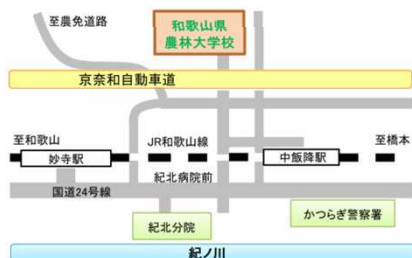 至農免道路
和歌山県
農林大学校
京奈和自動車道
至和歌山
JR和歌山線
至橋本
妙寺駅
中飯降駅
紀北病院前
国道24号線
かつらぎ警察署
紀北分院
紀ノ川